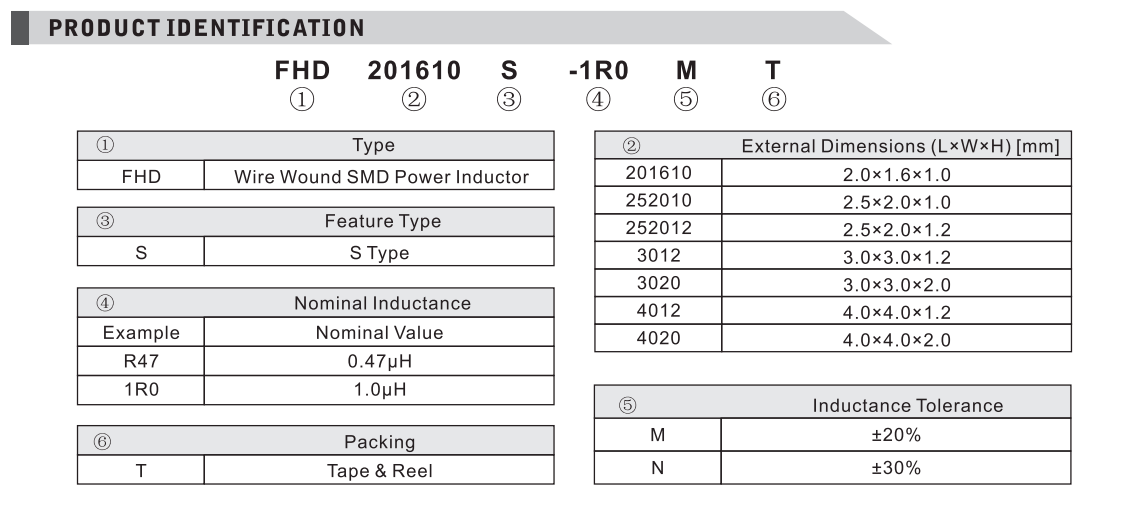 PRODUCT IDENTIFICATION
FHD 201610 S -1R0 M T
① ② ③ ④ ⑤ ⑥
① Type
FHD Wire Wound SMD Power Inductor
③ Feature Type
S S Type
④ Nominal Inductance
Example Nominal Value
R47 0.47μH
1R0 1.0μH
⑥ Packing
T Tape & Reel
② External Dimensions (L×W×H) [mm]
201610 2.0×1.6×1.0
252010 2.5×2.0×1.0
252012 2.5×2.0×1.2
3012 3.0×3.0×1.2
3020 3.0×3.0×2.0
4012 4.0×4.0×1.2
4020 4.0×4.0×2.0
⑤ Inductance Tolerance
M ±20%
N ±30%